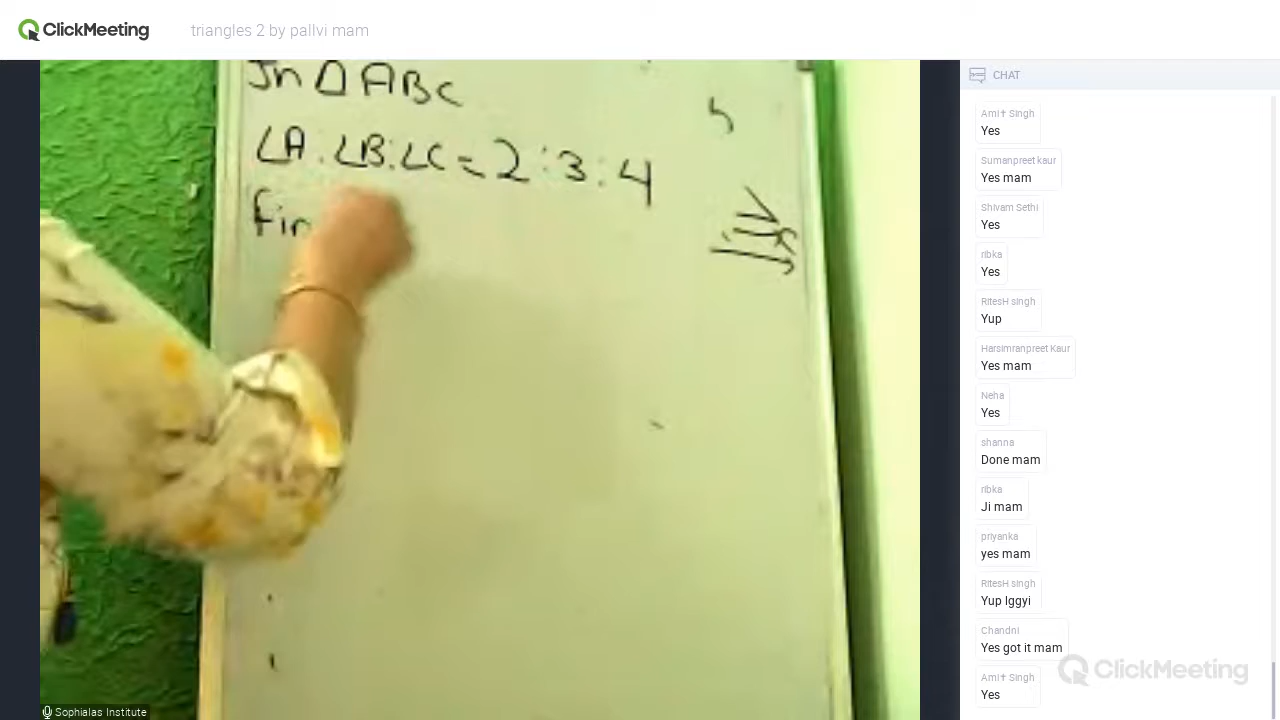 ClickMeeting
triangles 2 by pallvi mam
In △ ABC
∠A : ∠B : ∠C = 2 : 3 : 4
Fin
Sophialas Institute
CHAT
Ami✝ Singh
Yes
Sumanpreet kaur
Yes mam
Shivam Sethi
Yes
ribka
Yes
RitesH singh
Yup
Harsimranpreet Kaur
Yes mam
Neha
Yes
shanna
Done mam
ribka
Ji mam
priyanka
yes mam
RitesH singh
Yup Iggyi
Chandni
Yes got it mam
Ami✝ Singh
Yes
ClickMeeting